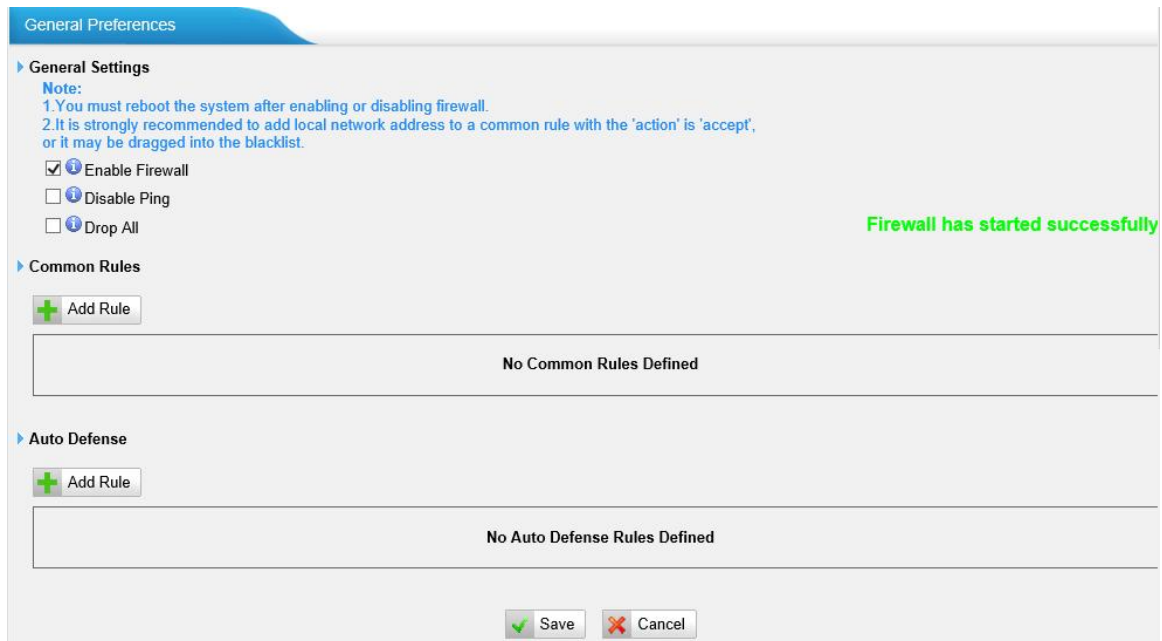 General Preferences
General Settings
Note:
1.You must reboot the system after enabling or disabling firewall.
2.It is strongly recommended to add local network address to a common rule with the 'action' is 'accept',
or it may be dragged into the blacklist.
Enable Firewall
Disable Ping
Drop All
Firewall has started successfully
Common Rules
Add Rule
No Common Rules Defined
Auto Defense
Add Rule
No Auto Defense Rules Defined
Save Cancel